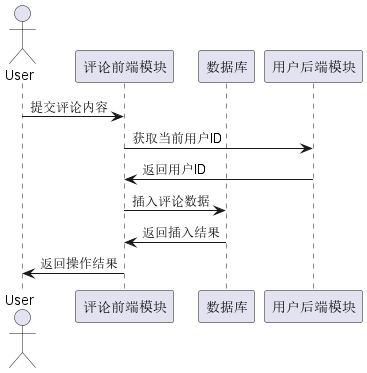 User
评论前端模块
数据库
用户后端模块
提交评论内容
获取当前用户ID
返回用户ID
插入评论数据
返回插入结果
返回操作结果
User
评论前端模块
数据库
用户后端模块